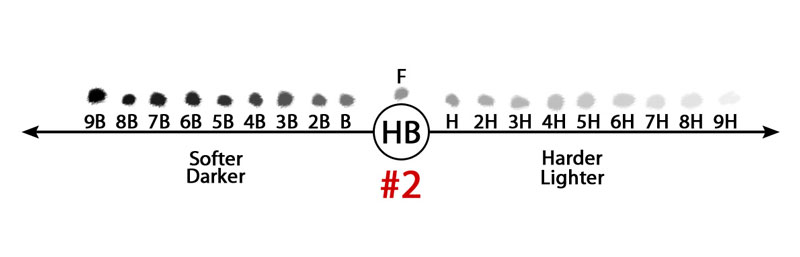 F
9B 8B 7B 6B 5B 4B 3B 2B B HB H 2H 3H 4H 5H 6H 7H 8H 9H
Softer
Darker
#2
Harder
Lighter